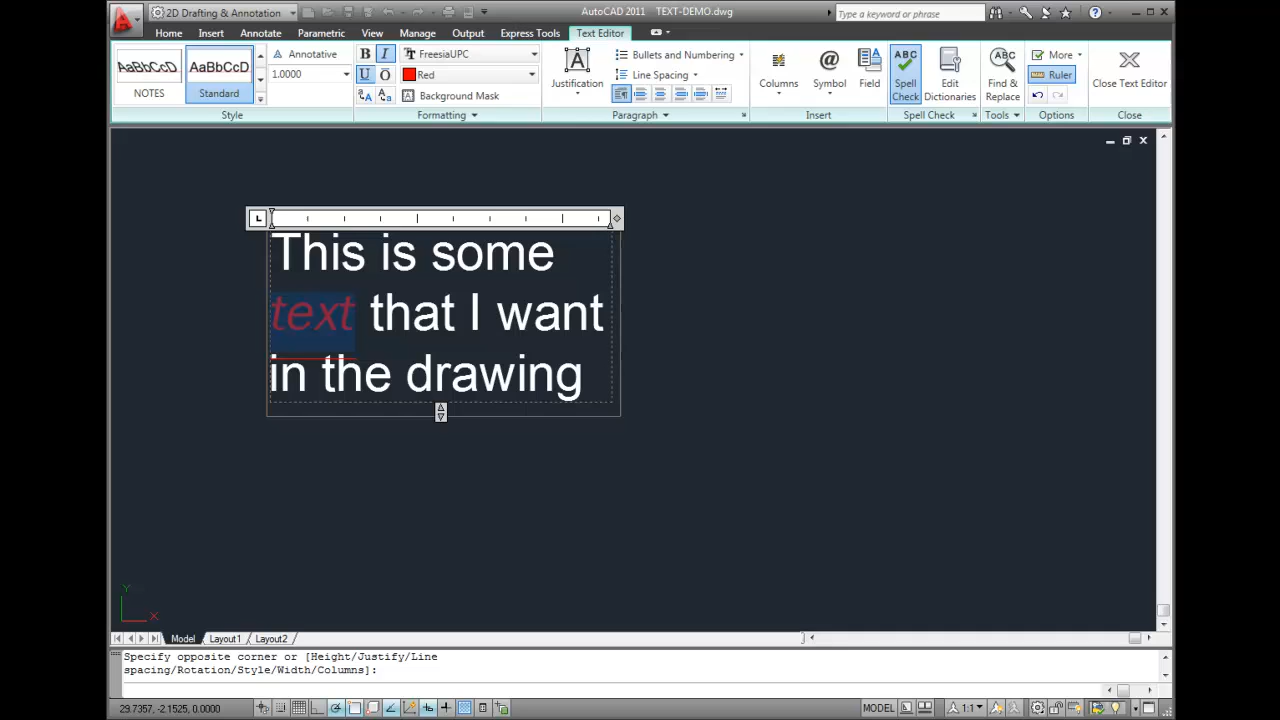 2D Drafting & Annotation
AutoCAD 2011 TEXT-DEMO.dwg
Type a keyword or phrase
Home Insert Annotate Parametric View Manage Output Express Tools Text Editor
AaBbCcD
NOTES
AaBbCcD
Standard
Annotative
1.0000
Style
B I FreesiaUPC
U O Red
Background Mask
Formatting
Justification
Bullets and Numbering
Line Spacing
Paragraph
Columns
Symbol
Field
Insert
ABC
Spell
Check
Edit
Dictionaries
Spell Check
ABC
Find &
Replace
Tools
More
Ruler
Options
Close Text Editor
Close
L
This is some
text that I want
in the drawing
Y
X
Model Layout1 Layout2
Specify opposite corner or [Height/Justify/Line
spacing/Rotation/Style/Width/Columns]:
29.7357, -2.1525, 0.0000
MODEL
1:1